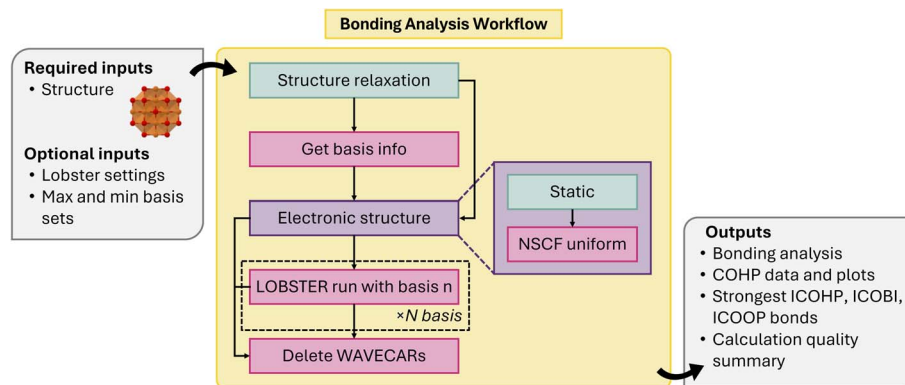 Bonding Analysis Workflow
Required inputs
• Structure
Optional inputs
• Lobster settings
• Max and min basis
sets
Structure relaxation
Get basis info
Electronic structure
LOBSTER run with basis n
×N basis
Delete WAVECARs
Static
NSCF uniform
Outputs
• Bonding analysis
• COHP data and plots
• Strongest ICOHP, ICOBI,
ICOOP bonds
• Calculation quality
summary